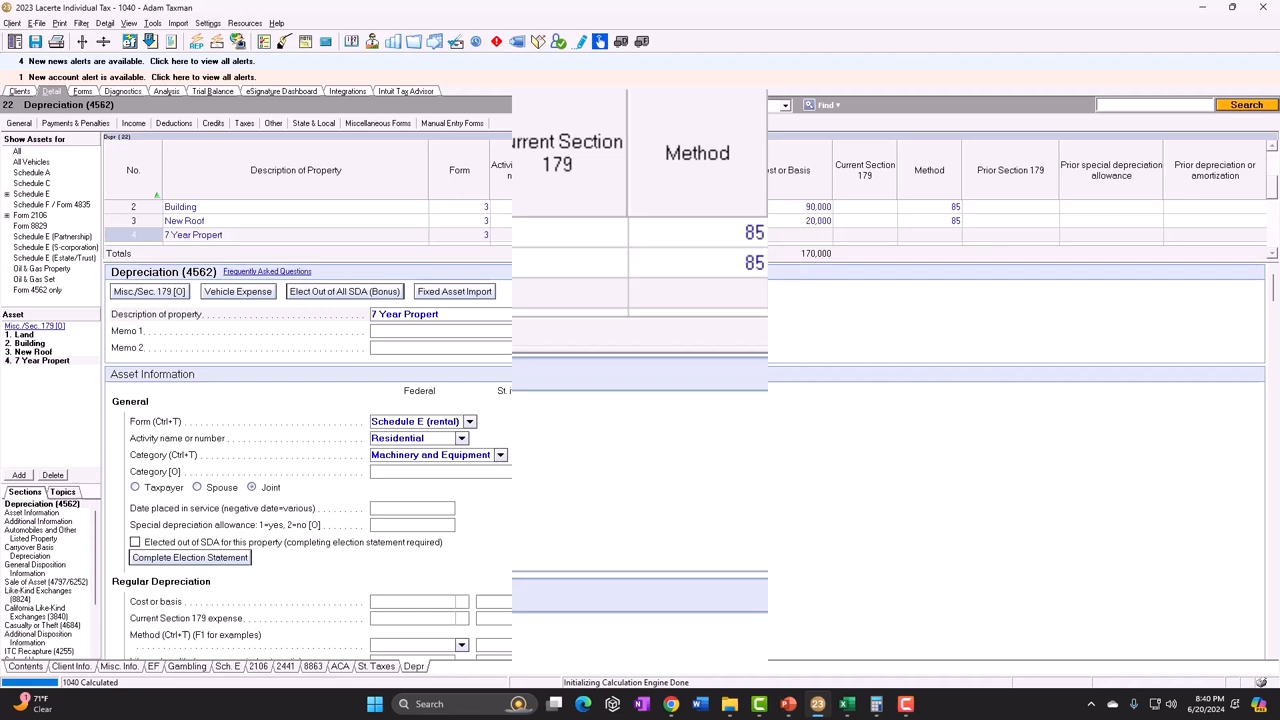 2023 Lacerte Individual Tax - 1040 - Adam Taxman
Client E-File Print Filter Detail View Tools Import Settings Resources Help
4 New news alerts are available. Click here to view all alerts.
1 New account alert is available. Click here to view all alerts.
Clients Detail Forms Diagnostics Analysis Trial Balance eSignature Dashboard Integrations Intuit Tax Advisor
22 Depreciation (4562) Find Search
General Payments & Penalties Income Deductions Credits Taxes Other State & Local Miscellaneous Forms Manual Entry Forms
Show Assets for
All
All Vehicles
Schedule A
Schedule C
Schedule E
Schedule F / Form 4835
Form 2106
Form 8829
Schedule E (Partnership)
Schedule E (S-corporation)
Schedule E (Estate/Trust)
Oil & Gas Property
Oil & Gas Set
Form 4562 only
Asset
Misc./Sec. 179 [O]
1. Land
2. Building
3. New Roof
4. 7 Year Propert
Add Delete
Sections Topics
Depreciation (4562)
Asset Information
Additional Information
Automobiles and Other
Listed Property
Carryover Basis
Depreciation
General Disposition
Information
Sale of Asset (4797/6252)
Like-Kind Exchanges
(8824)
California Like-Kind
Exchanges (3840)
Casualty or Theft (4684)
Additional Disposition
Information
ITC Recapture (4255)
Depr (22)
No. Description of Property Form
2 Building 3
3 New Roof 3
4 7 Year Propert 3
Totals
urrent Section
179
Method
85
85
ost or Basis Current Section
179 Method Prior Section 179 Prior special depreciation
allowance Prior depreciation or
amortization
90,000 85
20,000 85
170,000
Depreciation (4562) Frequently Asked Questions
Misc./Sec. 179 [O] Vehicle Expense Elect Out of All SDA (Bonus) Fixed Asset Import
Description of property 7 Year Propert
Memo 1
Memo 2
Asset Information
Federal St.
General
Form (Ctrl+T) Schedule E (rental)
Activity name or number Residential
Category (Ctrl+T) Machinery and Equipment
Category [O]
Taxpayer Spouse Joint
Date placed in service (negative date=various)
Special depreciation allowance: 1=yes, 2=no [O]
Elected out of SDA for this property (completing election statement required)
Complete Election Statement
Regular Depreciation
Cost or basis
Current Section 179 expense
Method (Ctrl+T) (F1 for examples)
Contents Client Info. Misc. Info. EF Gambling Sch. E 2106 2441 8863 ACA St. Taxes Depr
1040 Calculated Initializing Calculation Engine Done
71°F
Clear
Search
8:40 PM
6/20/2024